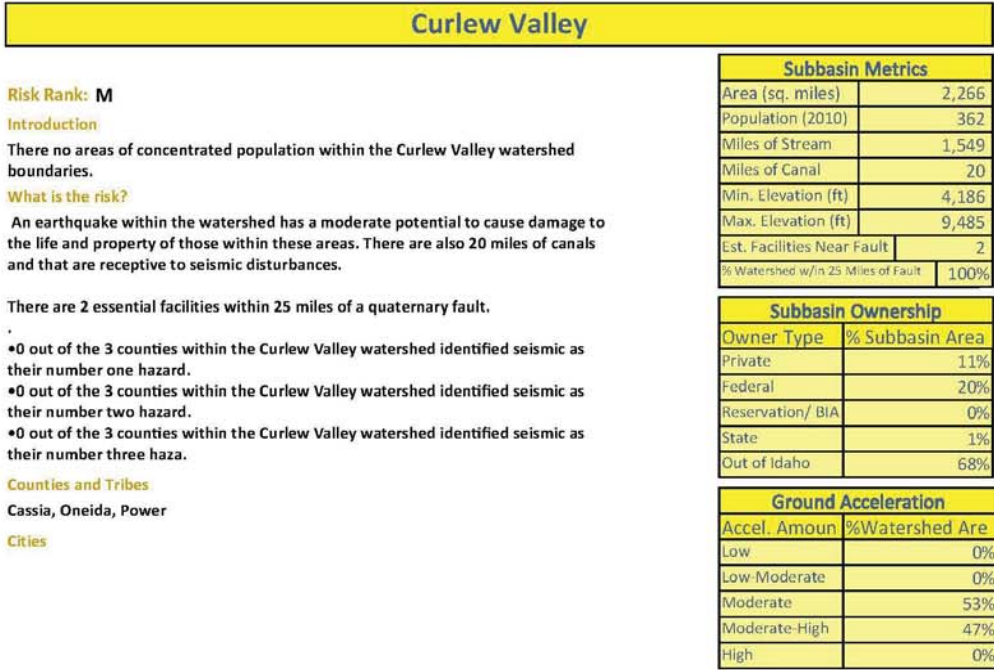 Curlew Valley
Risk Rank: M
Introduction
There no areas of concentrated population within the Curlew Valley watershed
boundaries.
What is the risk?
An earthquake within the watershed has a moderate potential to cause damage to
the life and property of those within these areas. There are also 20 miles of canals
and that are receptive to seismic disturbances.
There are 2 essential facilities within 25 miles of a quaternary fault.
.
•0 out of the 3 counties within the Curlew Valley watershed identified seismic as
their number one hazard.
•0 out of the 3 counties within the Curlew Valley watershed identified seismic as
their number two hazard.
•0 out of the 3 counties within the Curlew Valley watershed identified seismic as
their number three haza.
Counties and Tribes
Cassia, Oneida, Power
Cities
Subbasin Metrics
Area (sq. miles) 2,266
Population (2010) 362
Miles of Stream 1,549
Miles of Canal 20
Min. Elevation (ft) 4,186
Max. Elevation (ft) 9,485
Est. Facilities Near Fault 2
% Watershed w/in 25 Miles of Fault 100%
Subbasin Ownership
Owner Type % Subbasin Area
Private 11%
Federal 20%
Reservation/ BIA 0%
State 1%
Out of Idaho 68%
Ground Acceleration
Accel. Amoun %Watershed Are
Low 0%
Low-Moderate 0%
Moderate 53%
Moderate-High 47%
High 0%